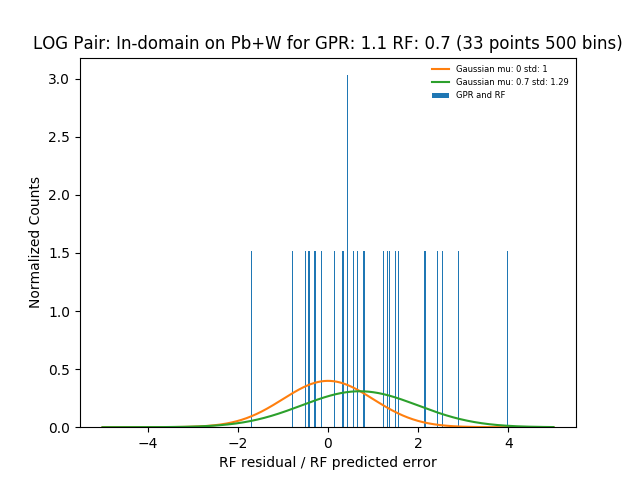 LOG Pair: In-domain on Pb+W for GPR: 1.1 RF: 0.7 (33 points 500 bins)
Gaussian mu: 0 std: 1
Gaussian mu: 0.7 std: 1.29
GPR and RF
Normalized Counts
3.0
2.5
2.0
1.5
1.0
0.5
0.0
−4
−2
0
2
4
RF residual / RF predicted error